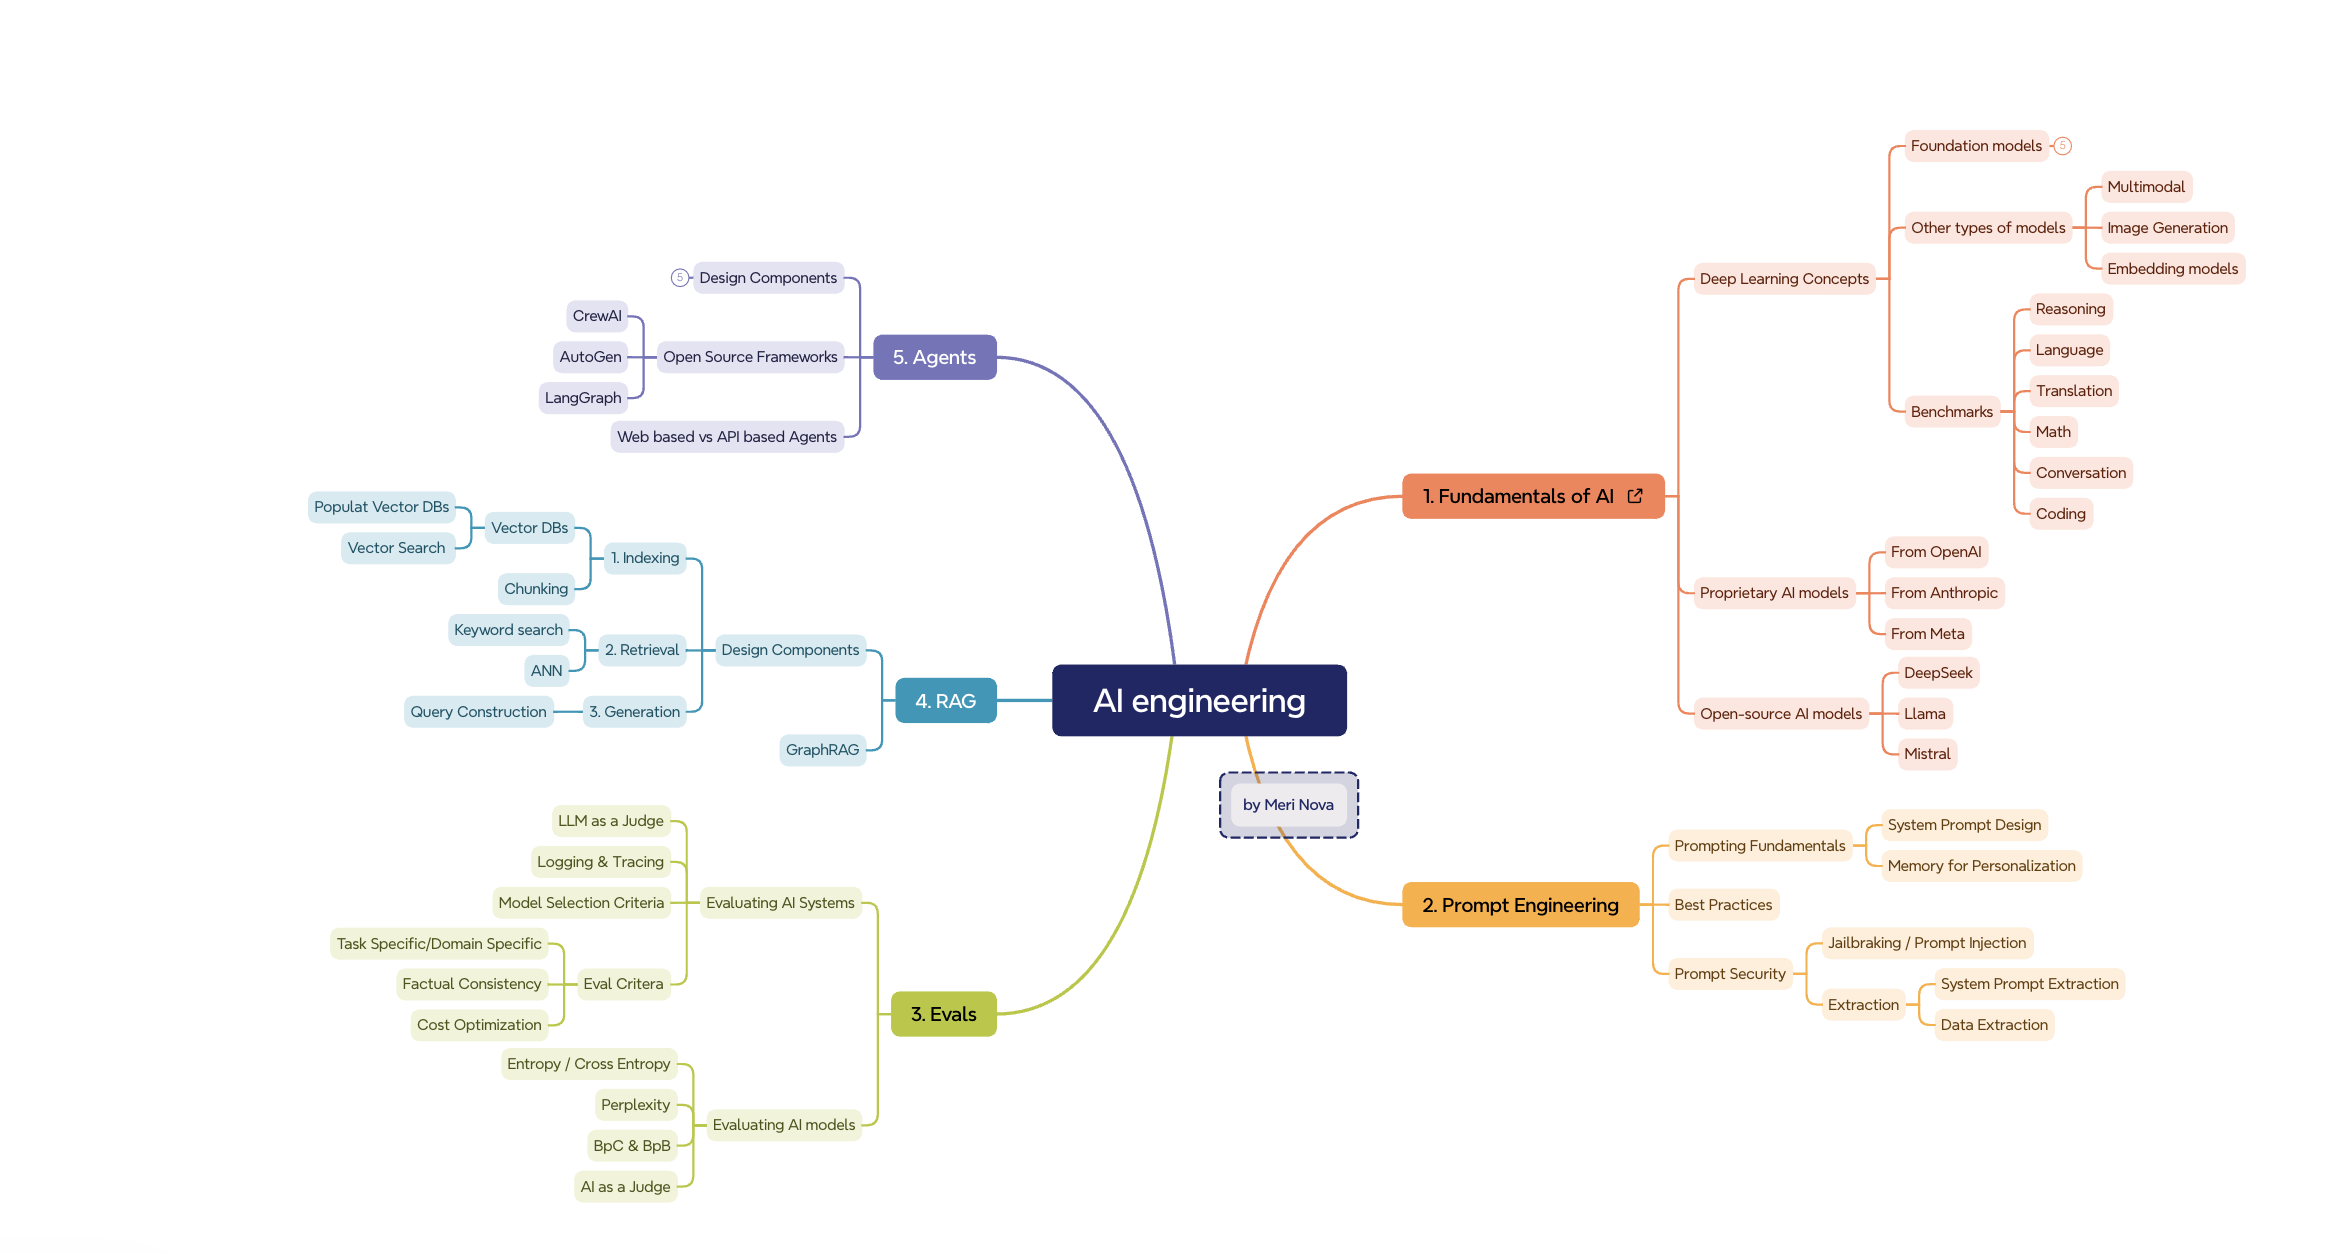 AI engineering
by Meri Nova
1. Fundamentals of AI
Deep Learning Concepts
Foundation models
5
Other types of models
Multimodal
Image Generation
Embedding models
Benchmarks
Reasoning
Language
Translation
Math
Conversation
Coding
Proprietary AI models
From OpenAI
From Anthropic
From Meta
Open-source AI models
DeepSeek
Llama
Mistral
2. Prompt Engineering
Prompting Fundamentals
System Prompt Design
Memory for Personalization
Best Practices
Prompt Security
Jailbraking / Prompt Injection
Extraction
System Prompt Extraction
Data Extraction
3. Evals
Evaluating AI Systems
LLM as a Judge
Logging & Tracing
Model Selection Criteria
Eval Critera
Task Specific/Domain Specific
Factual Consistency
Cost Optimization
Evaluating AI models
Entropy / Cross Entropy
Perplexity
BpC & BpB
AI as a Judge
4. RAG
Design Components
1. Indexing
Vector DBs
Populat Vector DBs
Vector Search
Chunking
2. Retrieval
Keyword search
ANN
3. Generation
Query Construction
GraphRAG
5. Agents
Design Components
5
Open Source Frameworks
CrewAI
AutoGen
LangGraph
Web based vs API based Agents